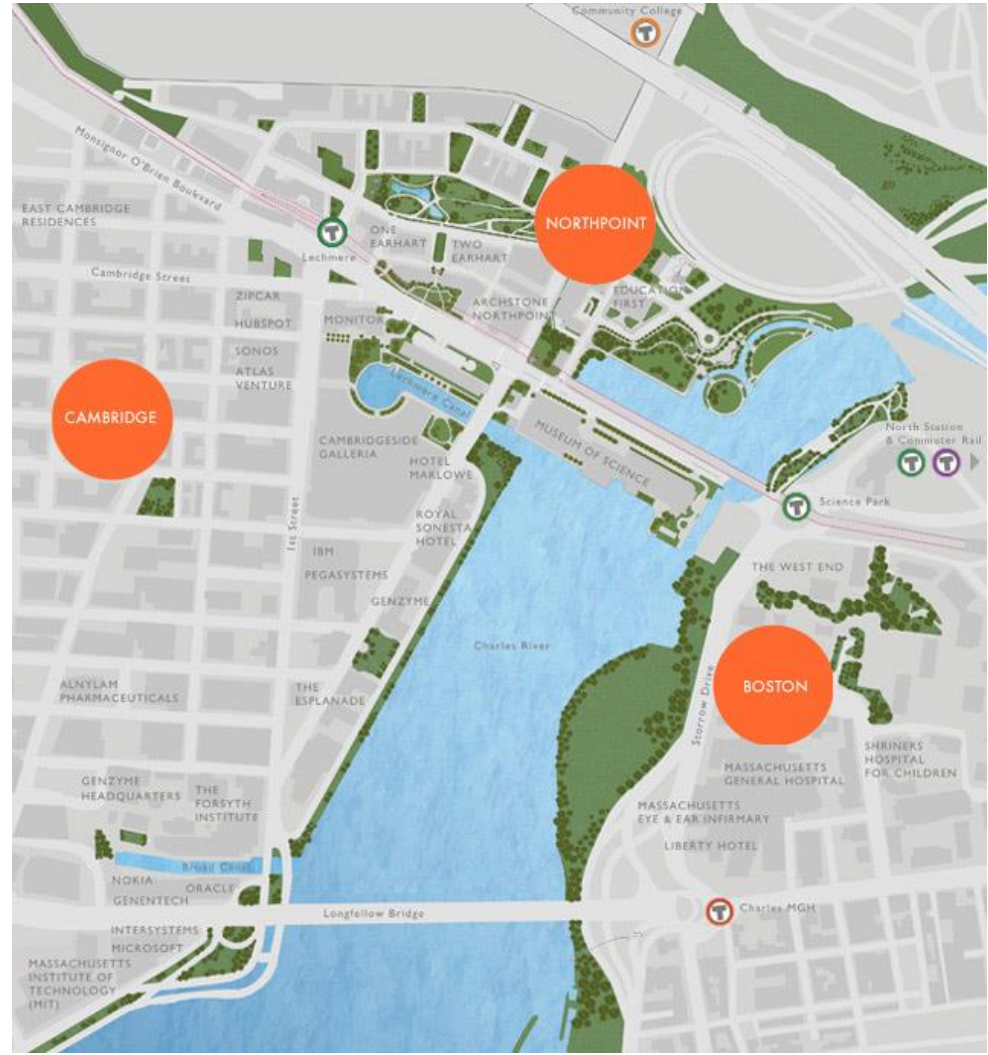 Community College
Monsignor O'Brien Boulevard
EAST CAMBRIDGE
RESIDENCES
NORTHPOINT
Lechmere
ONE
EARHART
TWO
EARHART
Cambridge Street
ZIPCAR
HUBSPOT
MONITOR
ARCHSTONE
NORTHPOINT
EDUCATION
FIRST
SONOS
ATLAS
VENTURE
Lechmere Canal
CAMBRIDGE
CAMBRIDGESIDE
GALLERIA
HOTEL
MARLOWE
MUSEUM OF SCIENCE
North Station
& Commuter Rail
Science Park
1st Street
ROYAL
SONESTA
HOTEL
IBM
PEGASYSTEMS
GENZYME
THE WEST END
Charles River
ALNYLAM
PHARMACEUTICALS
THE
ESPLANADE
Storrow Drive
BOSTON
SHRINERS
HOSPITAL
FOR CHILDREN
MASSACHUSETTS
GENERAL HOSPITAL
GENZYME
HEADQUARTERS
THE
FORSYTH
INSTITUTE
MASSACHUSETTS
EYE & EAR INFIRMARY
LIBERTY HOTEL
Broad Canal
NOKIA
ORACLE
GENENTECH
Longfellow Bridge
Charles MGH
INTERSYSTEMS
MICROSOFT
MASSACHUSETTS
INSTITUTE OF
TECHNOLOGY
(MIT)